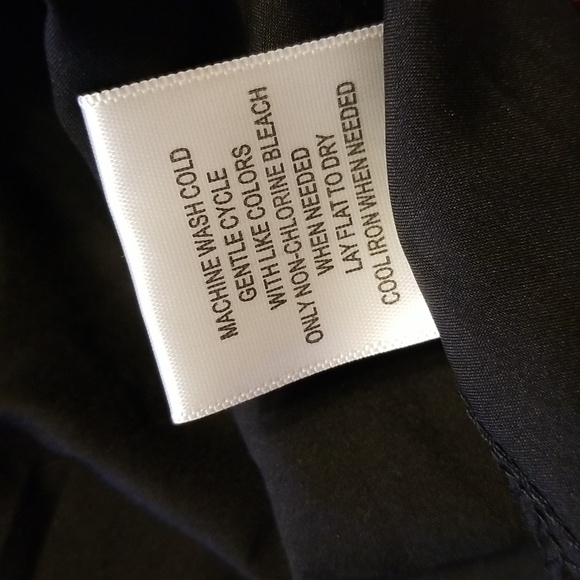 MACHINE WASH COLD
GENTLE CYCLE
WITH LIKE COLORS
ONLY NON-CHLORINE BLEACH
WHEN NEEDED
LAY FLAT TO DRY
COOL IRON WHEN NEEDED